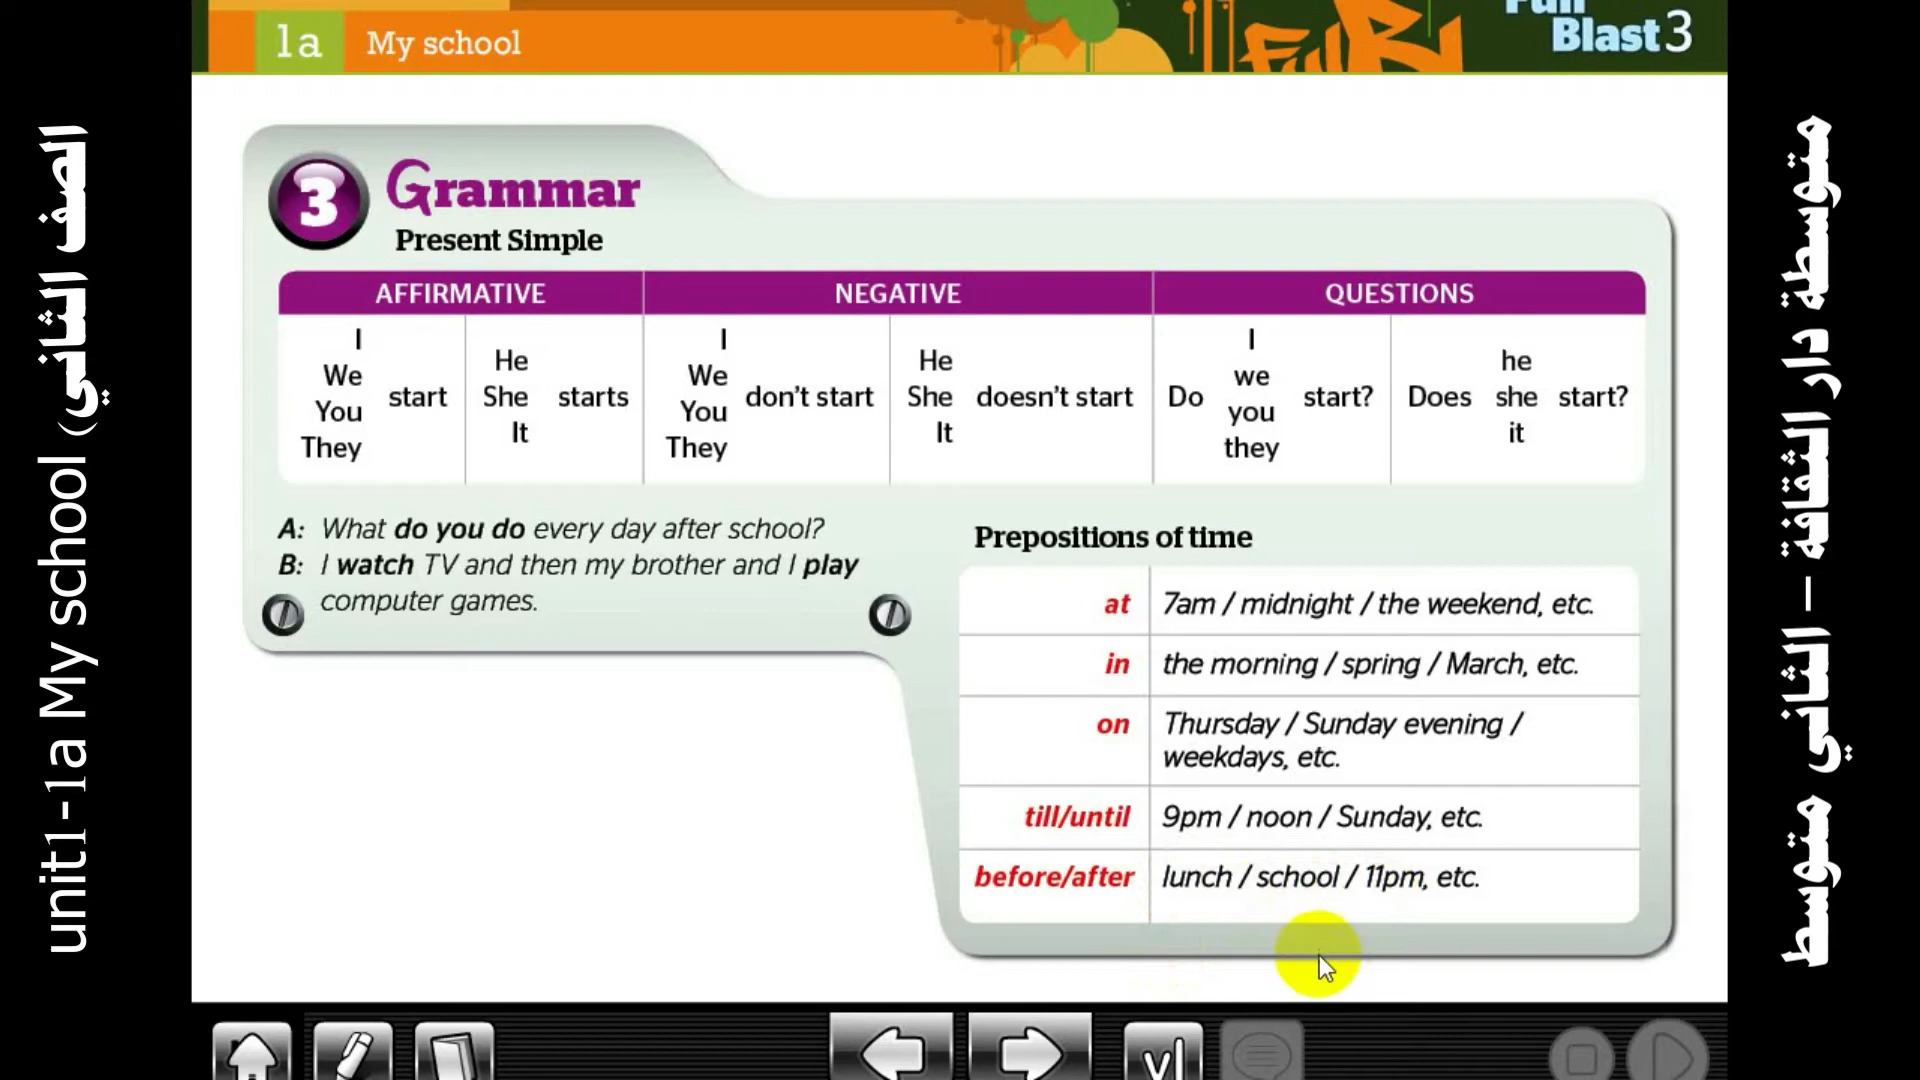 1a My school
Full Blast 3
3 Grammar
Present Simple
AFFIRMATIVE NEGATIVE QUESTIONS
I
We
You
They
start
He
She
It
starts
I
We
You
They
don't start
He
She
It
doesn't start
Do
I
we
you
they
start?
Does
he
she
it
start?
A: What do you do every day after school?
B: I watch TV and then my brother and I play
computer games.
Prepositions of time
at 7am / midnight / the weekend, etc.
in the morning / spring / March, etc.
on Thursday / Sunday evening /
weekdays, etc.
till/until 9pm / noon / Sunday, etc.
before/after lunch / school / 11pm, etc.
unit1-1a My school (الصف الثاني
متوسطة دار الثقافة – الثاني متوسط